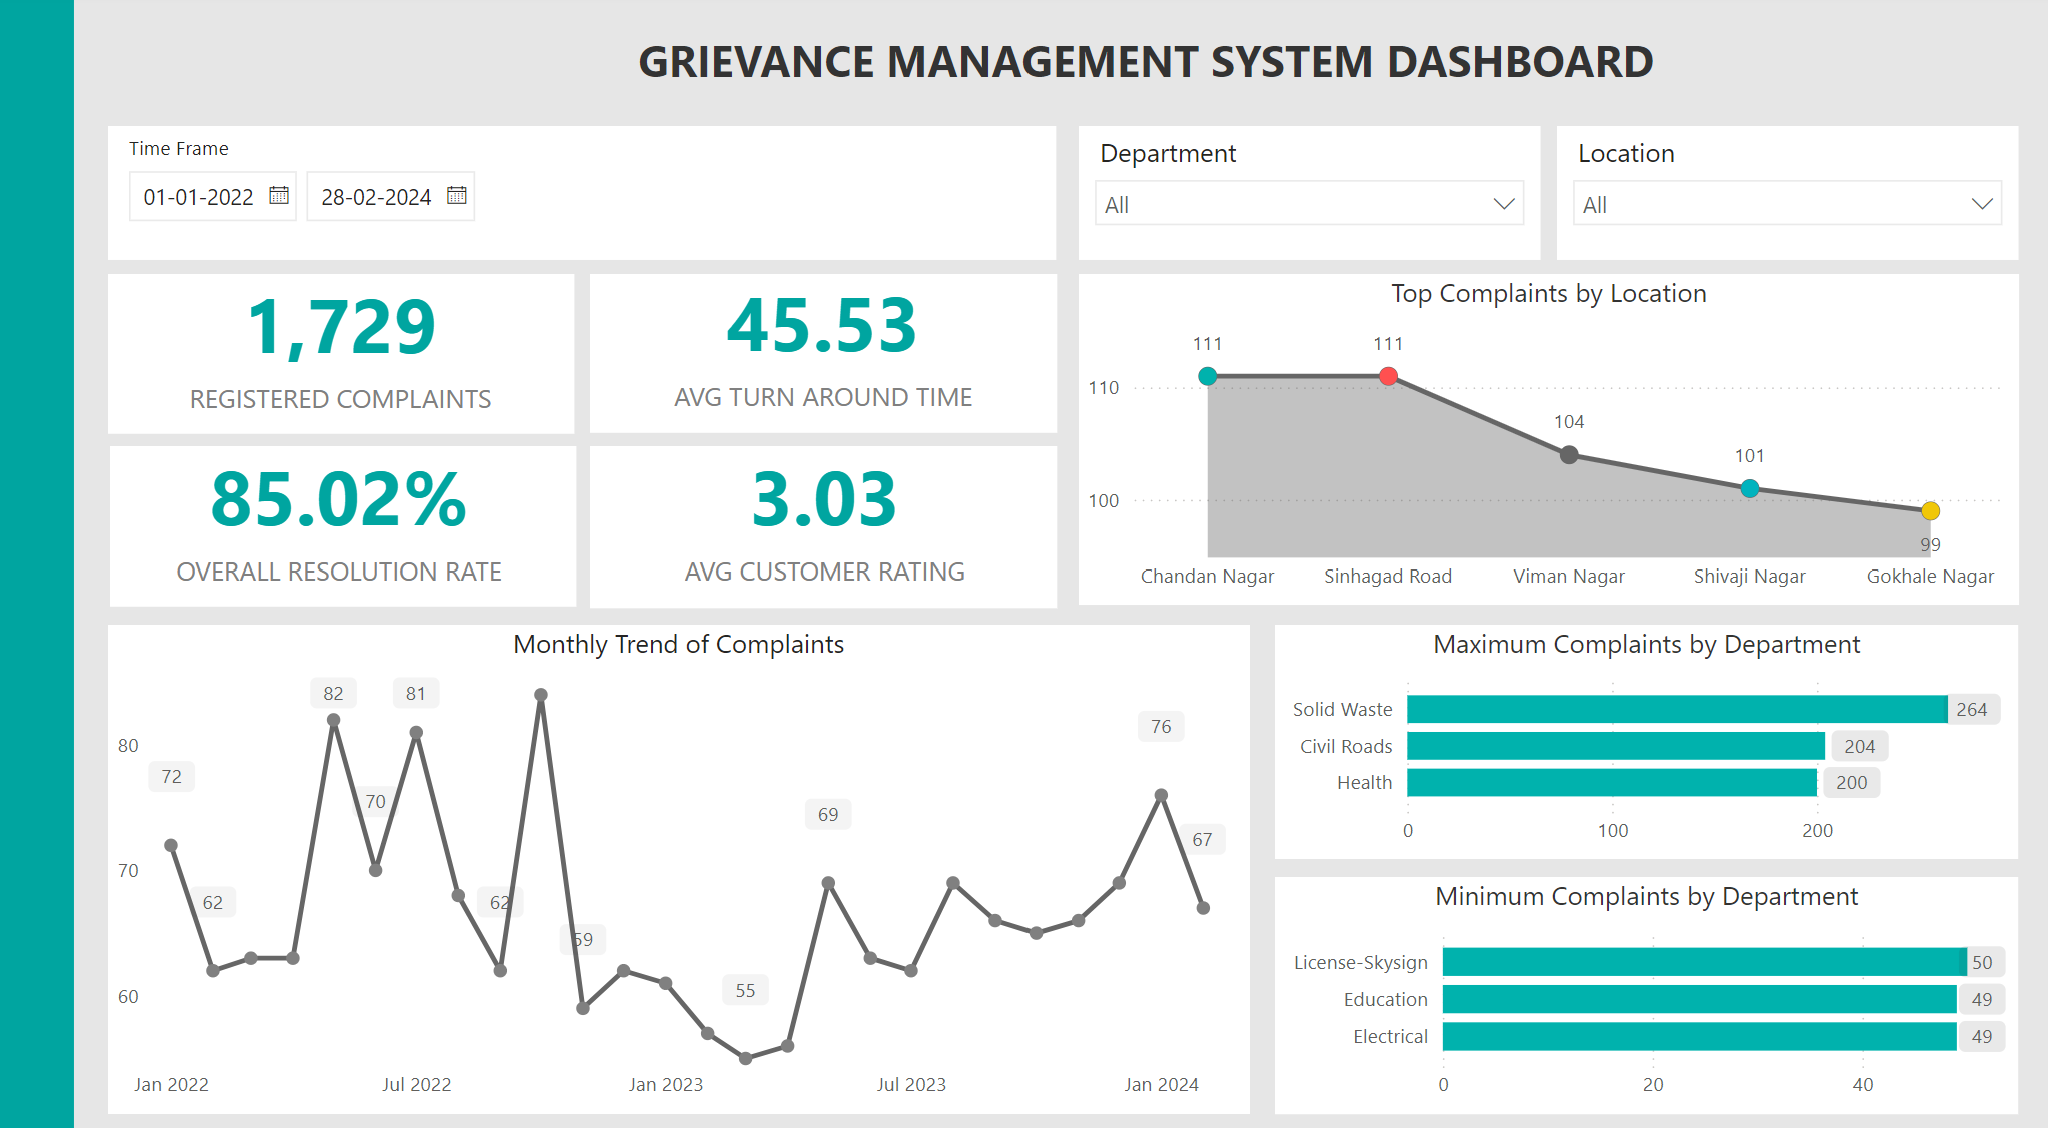 GRIEVANCE MANAGEMENT SYSTEM DASHBOARD
Time Frame
01-01-2022 28-02-2024
Department
All
Location
All
1,729
REGISTERED COMPLAINTS
45.53
AVG TURN AROUND TIME
85.02%
OVERALL RESOLUTION RATE
3.03
AVG CUSTOMER RATING
Top Complaints by Location
111 111
110
104
101
100
99
Chandan Nagar Sinhagad Road Viman Nagar Shivaji Nagar Gokhale Nagar
Monthly Trend of Complaints
82 81
76
80
72
70
69
67
70
62 62
59
55
60
Jan 2022 Jul 2022 Jan 2023 Jul 2023 Jan 2024
Maximum Complaints by Department
Solid Waste 264
Civil Roads 204
Health 200
0 100 200
Minimum Complaints by Department
License-Skysign 50
Education 49
Electrical 49
0 20 40